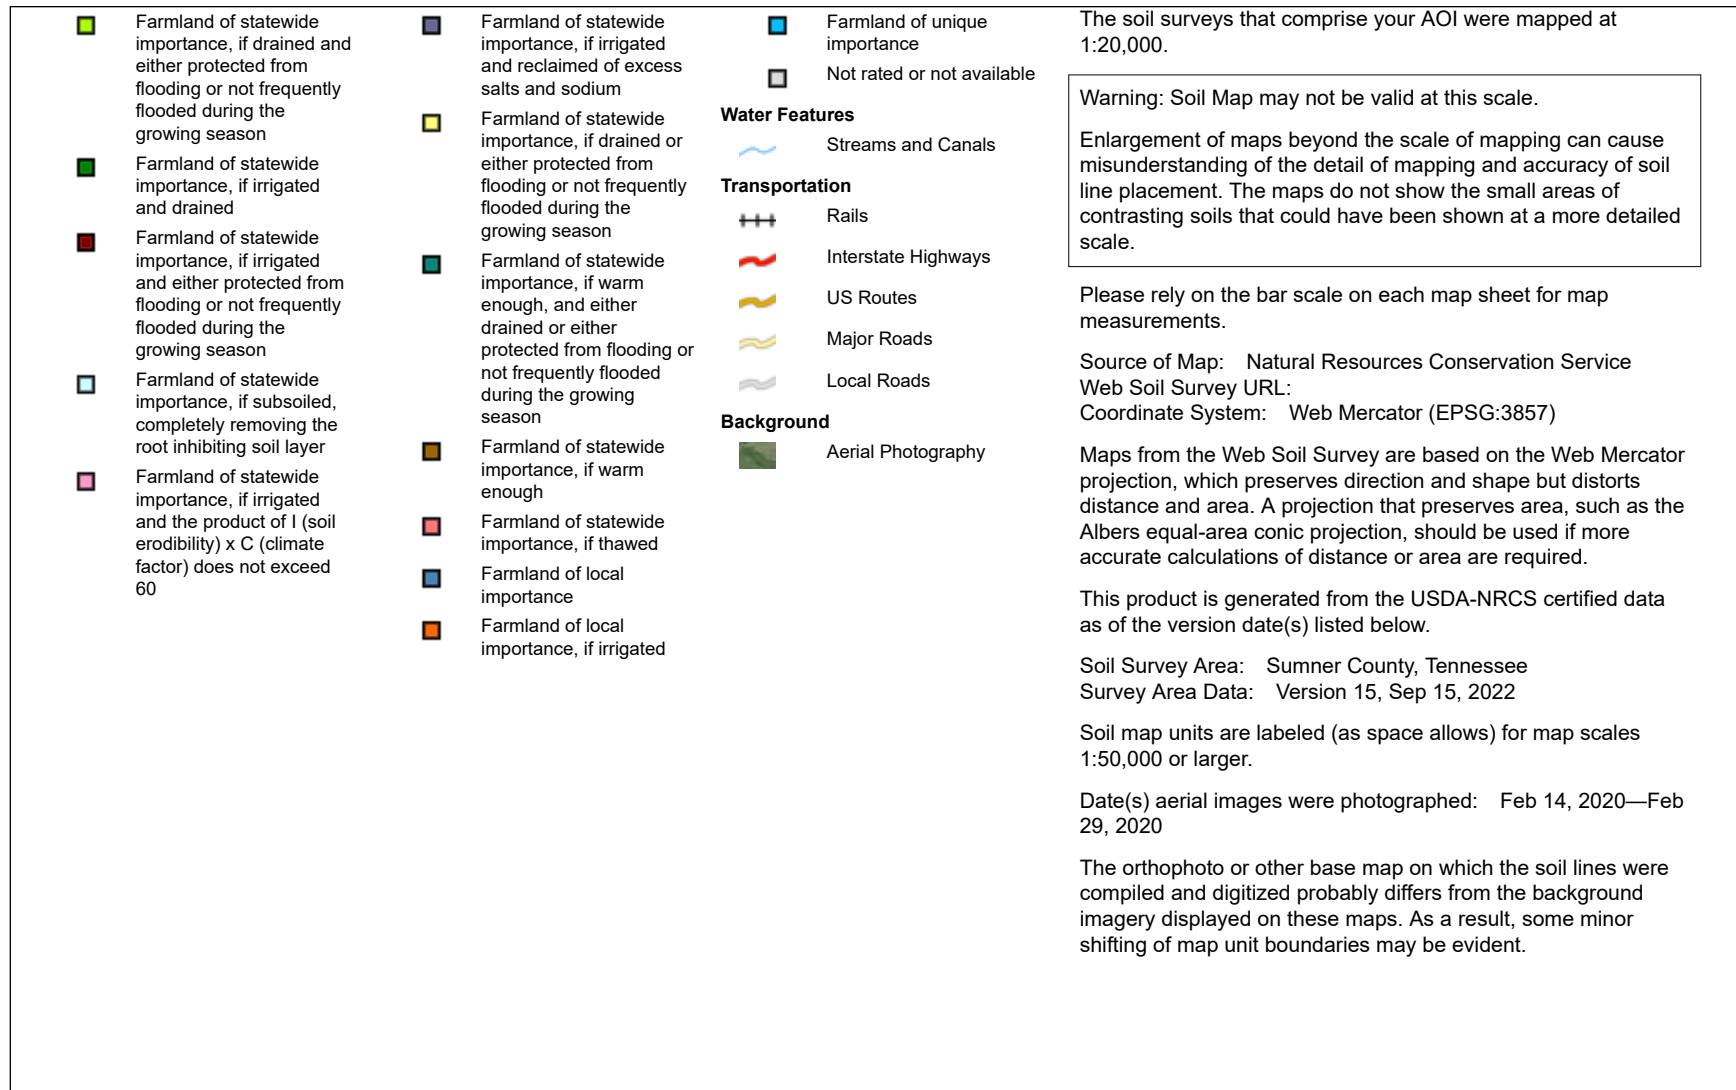 Farmland of statewide
importance, if drained and
either protected from
flooding or not frequently
flooded during the
growing season
Farmland of statewide
importance, if irrigated
and drained
Farmland of statewide
importance, if irrigated
and either protected from
flooding or not frequently
flooded during the
growing season
Farmland of statewide
importance, if subsoiled,
completely removing the
root inhibiting soil layer
Farmland of statewide
importance, if irrigated
and the product of I (soil
erodibility) x C (climate
factor) does not exceed
60
Farmland of statewide
importance, if irrigated
and reclaimed of excess
salts and sodium
Farmland of statewide
importance, if drained or
either protected from
flooding or not frequently
flooded during the
growing season
Farmland of statewide
importance, if warm
enough, and either
drained or either
protected from flooding or
not frequently flooded
during the growing
season
Farmland of statewide
importance, if warm
enough
Farmland of statewide
importance, if thawed
Farmland of local
importance
Farmland of local
importance, if irrigated
Farmland of unique
importance
Not rated or not available
Water Features
Streams and Canals
Transportation
Rails
Interstate Highways
US Routes
Major Roads
Local Roads
Background
Aerial Photography
The soil surveys that comprise your AOI were mapped at
1:20,000.
Warning: Soil Map may not be valid at this scale.
Enlargement of maps beyond the scale of mapping can cause
misunderstanding of the detail of mapping and accuracy of soil
line placement. The maps do not show the small areas of
contrasting soils that could have been shown at a more detailed
scale.
Please rely on the bar scale on each map sheet for map
measurements.
Source of Map: Natural Resources Conservation Service
Web Soil Survey URL:
Coordinate System: Web Mercator (EPSG:3857)
Maps from the Web Soil Survey are based on the Web Mercator
projection, which preserves direction and shape but distorts
distance and area. A projection that preserves area, such as the
Albers equal-area conic projection, should be used if more
accurate calculations of distance or area are required.
This product is generated from the USDA-NRCS certified data
as of the version date(s) listed below.
Soil Survey Area: Sumner County, Tennessee
Survey Area Data: Version 15, Sep 15, 2022
Soil map units are labeled (as space allows) for map scales
1:50,000 or larger.
Date(s) aerial images were photographed: Feb 14, 2020—Feb
29, 2020
The orthophoto or other base map on which the soil lines were
compiled and digitized probably differs from the background
imagery displayed on these maps. As a result, some minor
shifting of map unit boundaries may be evident.